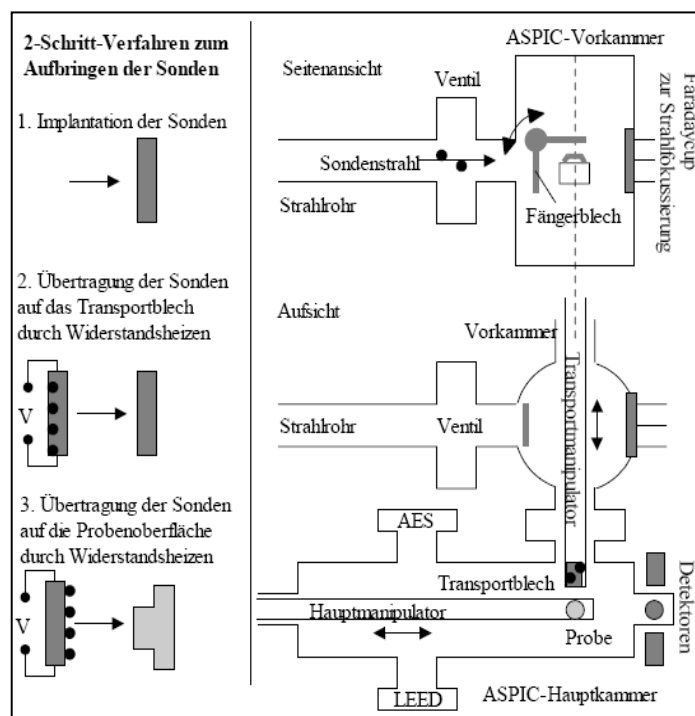 2-Schritt-Verfahren zum
Aufbringen der Sonden
1. Implantation der Sonden
2. Übertragung der Sonden
auf das Transportblech
durch Widerstandsheizen
V
3. Übertragung der Sonden
auf die Probenoberfläche
durch Widerstandsheizen
V
ASPIC-Vorkammer
Seitenansicht
Ventil
Sondenstrahl
Strahlrohr
Fängerblech
Faradaycup
zur Strahlfokussierung
Aufsicht
Vorkammer
Transportmanipulator
Strahlrohr
Ventil
AES
Transportblech
Hauptmanipulator
Probe
Detektoren
LEED
ASPIC-Hauptkammer